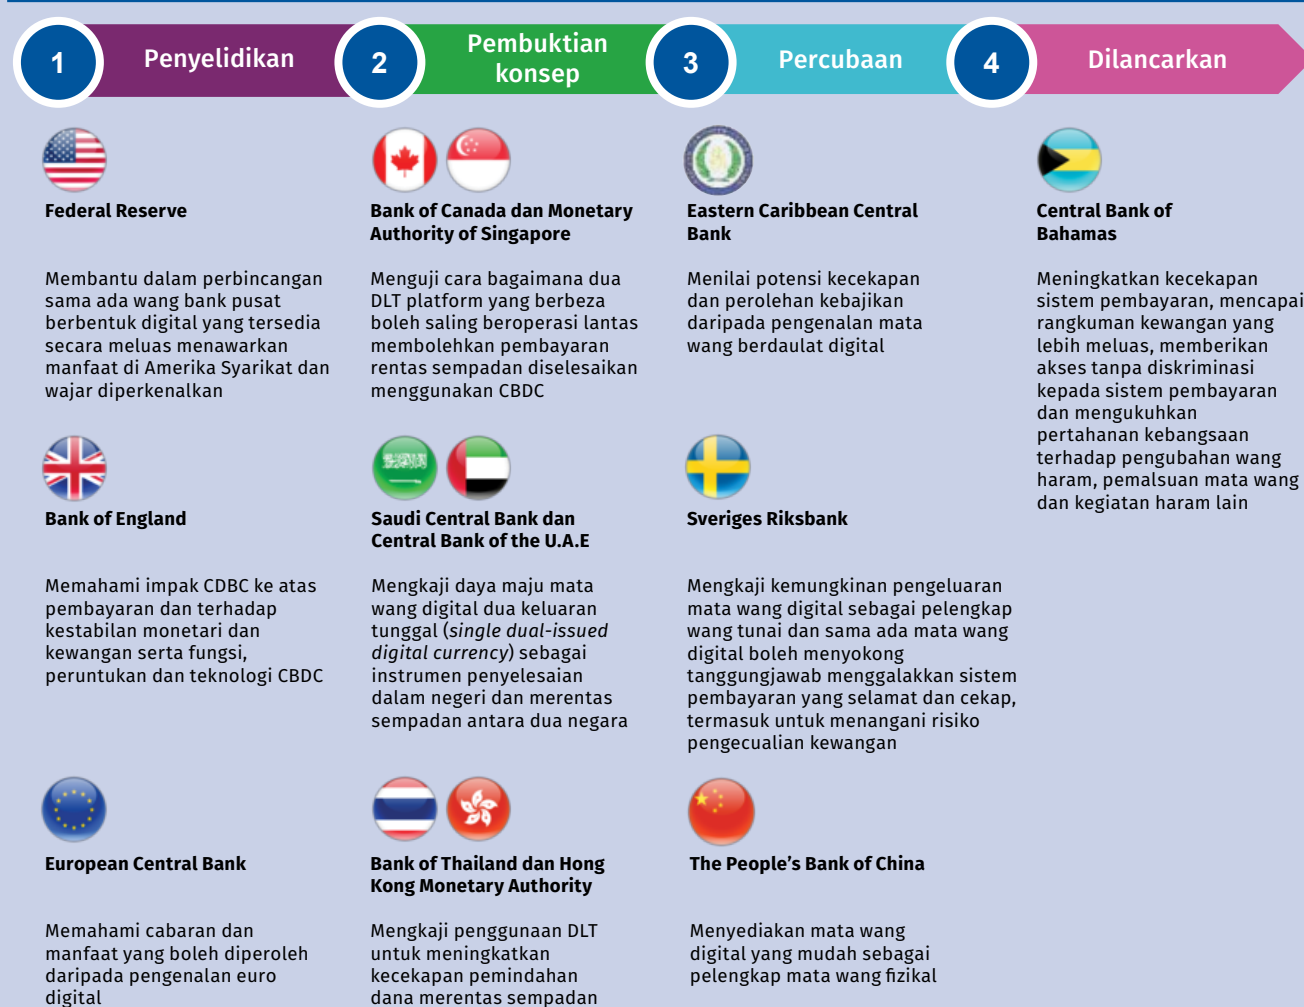 1
Penyelidikan
2
Pembuktian
konsep
3
Percubaan
4
Dilancarkan
Federal Reserve
Membantu dalam perbincangan
sama ada wang bank pusat
berbentuk digital yang tersedia
secara meluas menawarkan
manfaat di Amerika Syarikat dan
wajar diperkenalkan
Bank of England
Memahami impak CDBC ke atas
pembayaran dan terhadap
kestabilan monetari dan
kewangan serta fungsi,
peruntukan dan teknologi CBDC
European Central Bank
Memahami cabaran dan
manfaat yang boleh diperoleh
daripada pengenalan euro
digital
Bank of Canada dan Monetary
Authority of Singapore
Menguji cara bagaimana dua
DLT platform yang berbeza
boleh saling beroperasi lantas
membolehkan pembayaran
rentas sempadan diselesaikan
menggunakan CBDC
Saudi Central Bank dan
Central Bank of the U.A.E
Mengkaji daya maju mata
wang digital dua keluaran
tunggal (single dual-issued
digital currency) sebagai
instrumen penyelesaian
dalam negeri dan merentas
sempadan antara dua negara
Bank of Thailand dan Hong
Kong Monetary Authority
Mengkaji penggunaan DLT
untuk meningkatkan
kecekapan pemindahan
dana merentas sempadan
Eastern Caribbean Central
Bank
Menilai potensi kecekapan
dan perolehan kebajikan
daripada pengenalan mata
wang berdaulat digital
Sveriges Riksbank
Mengkaji kemungkinan pengeluaran
mata wang digital sebagai pelengkap
wang tunai dan sama ada mata wang
digital boleh menyokong
tanggungjawab menggalakkan sistem
pembayaran yang selamat dan cekap,
termasuk untuk menangani risiko
pengecualian kewangan
The People's Bank of China
Menyediakan mata wang
digital yang mudah sebagai
pelengkap mata wang fizikal
Central Bank of
Bahamas
Meningkatkan kecekapan
sistem pembayaran, mencapai
rangkuman kewangan yang
lebih meluas, memberikan
akses tanpa diskriminasi
kepada sistem pembayaran
dan mengukuhkan
pertahanan kebangsaan
terhadap pengubahan wang
haram, pemalsuan mata wang
dan kegiatan haram lain